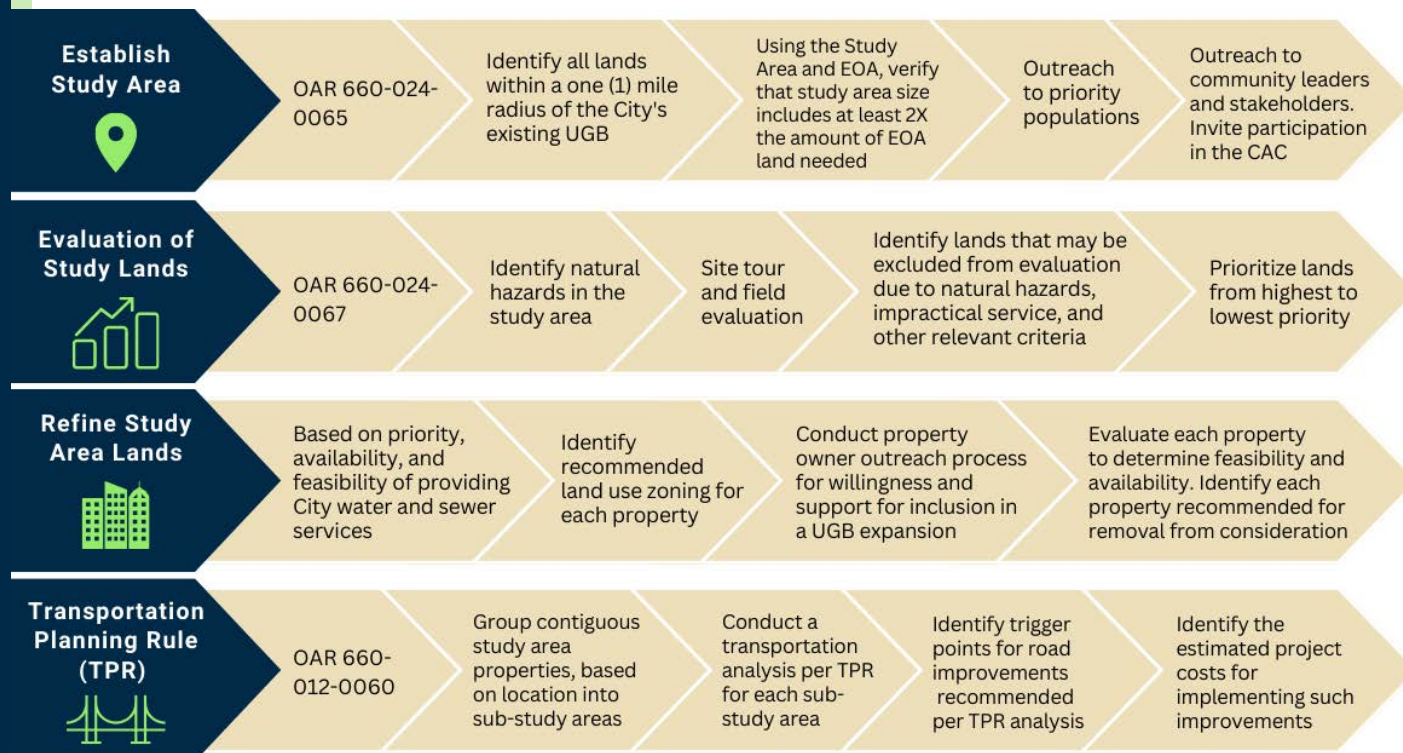 Establish
Study Area
OAR 660-024-
0065
Identify all lands
within a one (1) mile
radius of the City's
existing UGB
Using the Study
Area and EOA, verify
that study area size
includes at least 2X
the amount of EOA
land needed
Outreach
to priority
populations
Outreach to
community leaders
and stakeholders.
Invite participation
in the CAC
Evaluation of
Study Lands
OAR 660-024-
0067
Identify natural
hazards in the
study area
Site tour
and field
evaluation
Identify lands that may be
excluded from evaluation
due to natural hazards,
impractical service, and
other relevant criteria
Prioritize lands
from highest to
lowest priority
Refine Study
Area Lands
Based on priority,
availability, and
feasibility of providing
City water and sewer
services
Identify
recommended
land use zoning for
each property
Conduct property
owner outreach process
for willingness and
support for inclusion in
a UGB expansion
Evaluate each property
to determine feasibility and
availability. Identify each
property recommended for
removal from consideration
Transportation
Planning Rule
(TPR)
OAR 660-
012-0060
Group contiguous
study area
properties, based
on location into
sub-study areas
Conduct a
transportation
analysis per TPR
for each sub-
study area
Identify trigger
points for road
improvements
recommended
per TPR analysis
Identify the
estimated project
costs for
implementing such
improvements